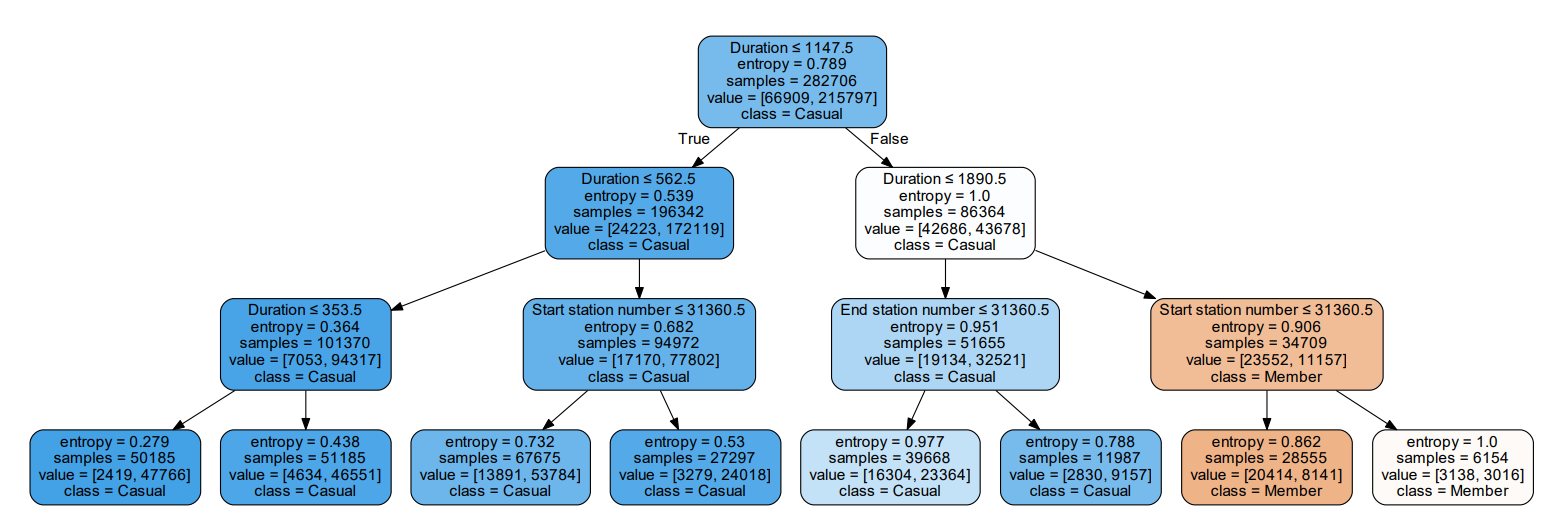 Duration ≤ 1147.5
entropy = 0.789
samples = 282706
value = [66909, 215797]
class = Casual
True
False
Duration ≤ 562.5
entropy = 0.539
samples = 196342
value = [24223, 172119]
class = Casual
Duration ≤ 1890.5
entropy = 1.0
samples = 86364
value = [42686, 43678]
class = Casual
Duration ≤ 353.5
entropy = 0.364
samples = 101370
value = [7053, 94317]
class = Casual
Start station number ≤ 31360.5
entropy = 0.682
samples = 94972
value = [17170, 77802]
class = Casual
End station number ≤ 31360.5
entropy = 0.951
samples = 51655
value = [19134, 32521]
class = Casual
Start station number ≤ 31360.5
entropy = 0.906
samples = 34709
value = [23552, 11157]
class = Member
entropy = 0.279
samples = 50185
value = [2419, 47766]
class = Casual
entropy = 0.438
samples = 51185
value = [4634, 46551]
class = Casual
entropy = 0.732
samples = 67675
value = [13891, 53784]
class = Casual
entropy = 0.53
samples = 27297
value = [3279, 24018]
class = Casual
entropy = 0.977
samples = 39668
value = [16304, 23364]
class = Casual
entropy = 0.788
samples = 11987
value = [2830, 9157]
class = Casual
entropy = 0.862
samples = 28555
value = [20414, 8141]
class = Member
entropy = 1.0
samples = 6154
value = [3138, 3016]
class = Member